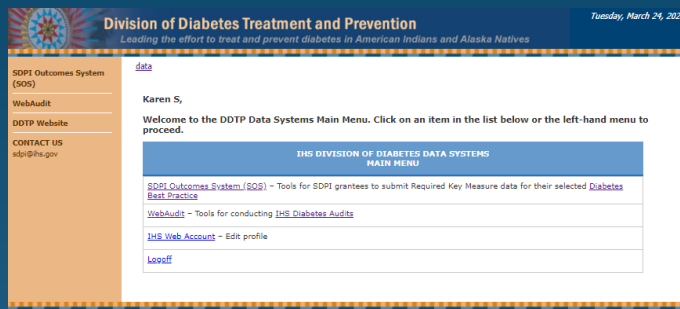 Division of Diabetes Treatment and Prevention
Leading the effort to treat and prevent diabetes in American Indians and Alaska Natives
Tuesday, March 24, 202
SDPI Outcomes System
(SOS)
WebAudit
DDTP Website
CONTACT US
sdpi@ihs.gov
data
Karen S,
Welcome to the DDTP Data Systems Main Menu. Click on an item in the list below or the left-hand menu to
proceed.
IHS DIVISION OF DIABETES DATA SYSTEMS
MAIN MENU
SDPI Outcomes System (SOS) – Tools for SDPI grantees to submit Required Key Measure data for their selected Diabetes
Best Practice
WebAudit – Tools for conducting IHS Diabetes Audits
IHS Web Account – Edit profile
Logoff